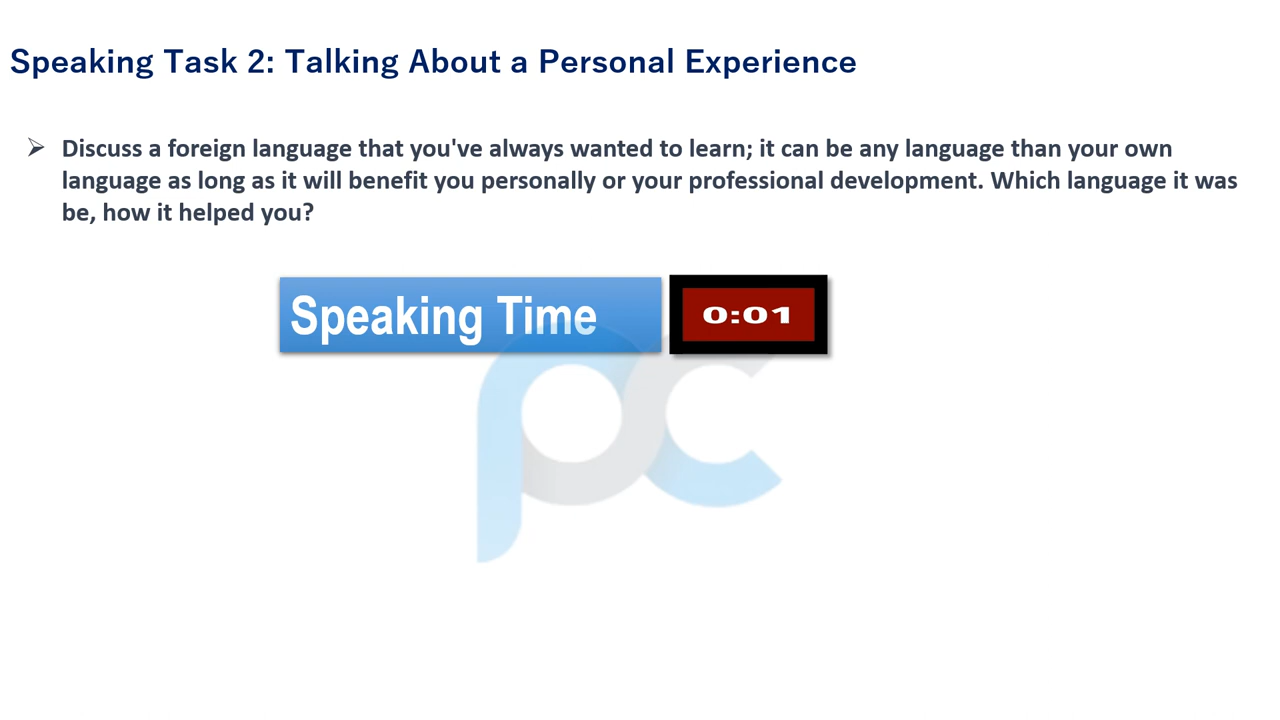 Speaking Task 2: Talking About a Personal Experience
Discuss a foreign language that you've always wanted to learn; it can be any language than your own
language as long as it will benefit you personally or your professional development. Which language it was
be, how it helped you?
Speaking Time
0:01
pc